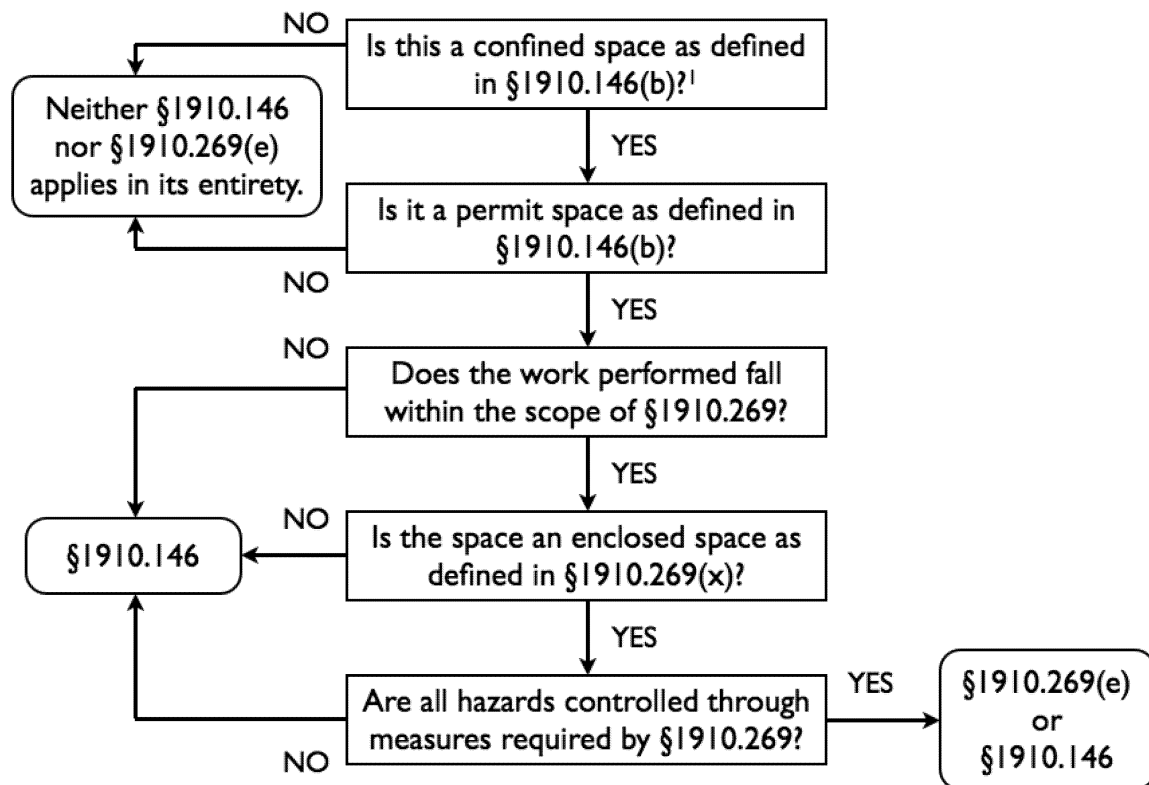 NO
Is this a confined space as defined
in §1910.146(b)?¹
Neither §1910.146
nor §1910.269(e)
applies in its entirety.
YES
Is it a permit space as defined in
§1910.146(b)?
NO
YES
NO
Does the work performed fall
within the scope of §1910.269?
YES
NO
Is the space an enclosed space as
defined in §1910.269(x)?
§1910.146
YES
Are all hazards controlled through
measures required by §1910.269?
YES
§1910.269(e)
or
§1910.146
NO